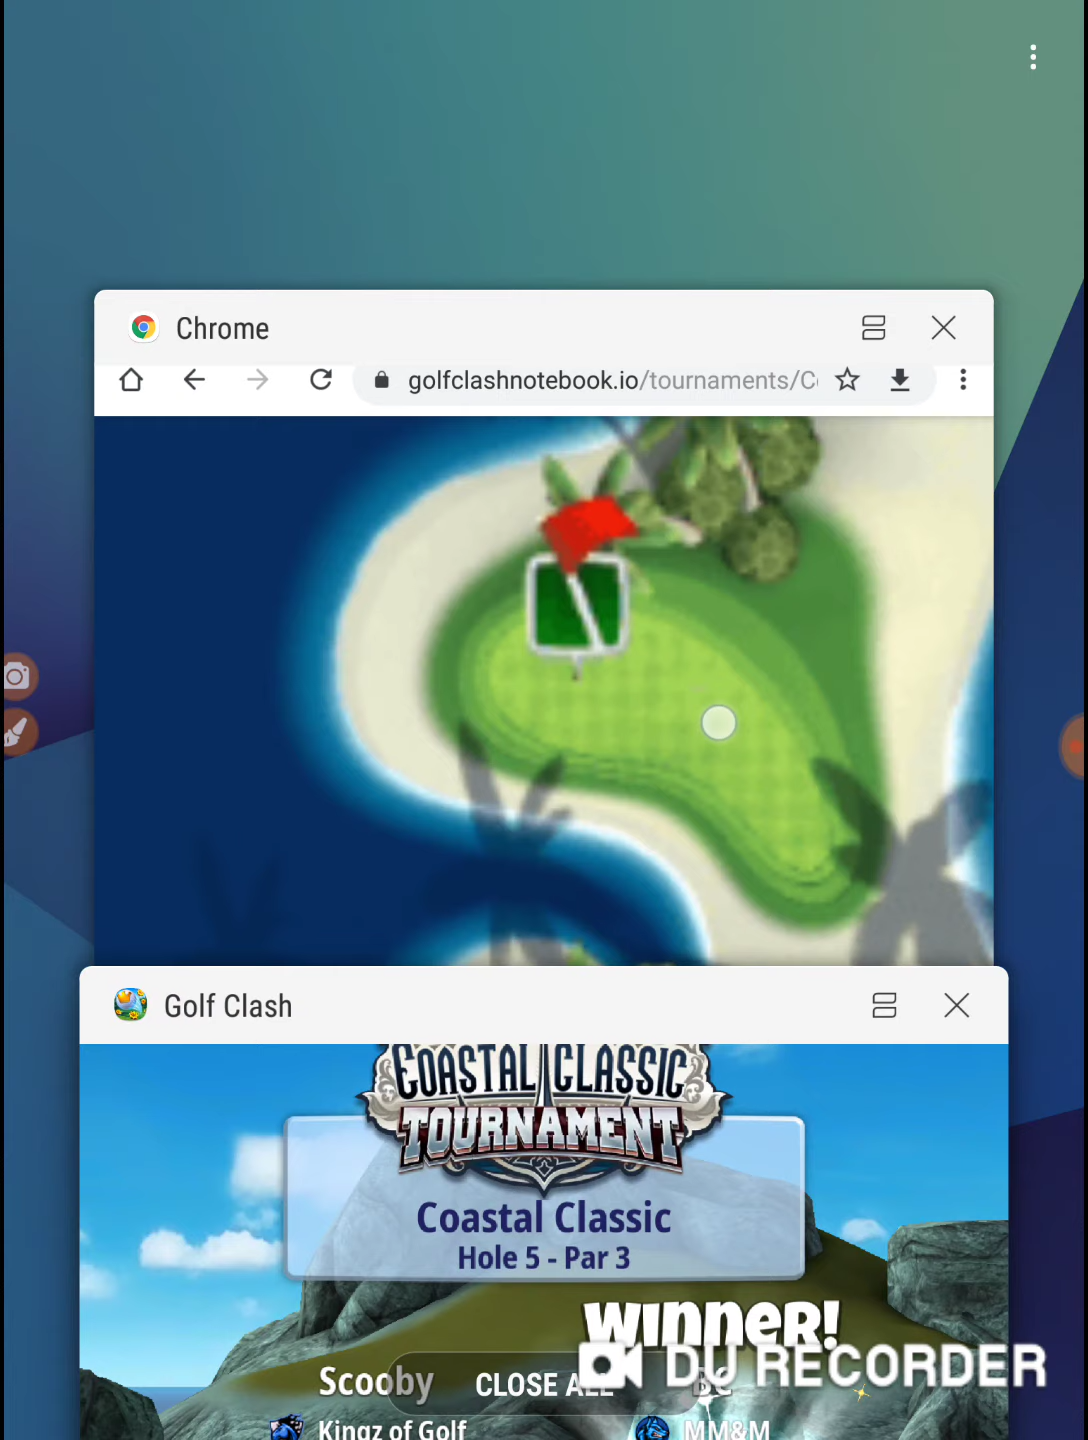 Chrome
golfclashnotebook.io/tournaments/C
Golf Clash
COASTAL CLASSIC
TOURNAMENT
Coastal Classic
Hole 5 - Par 3
WINNER!
DU RECORDER
Scooby
CLOSE ALL
Kingz of Golf
MM&M